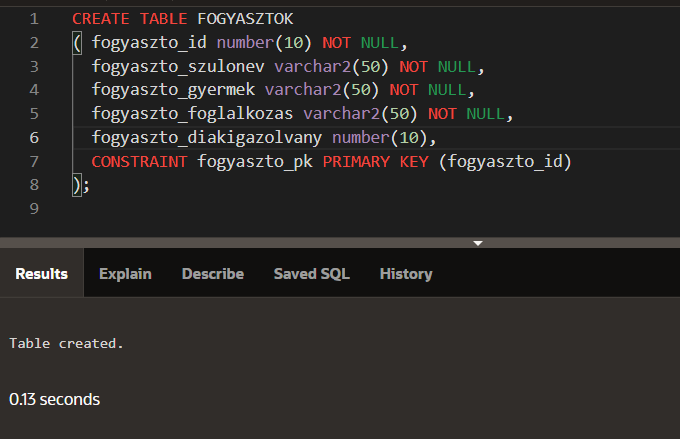 1 CREATE TABLE FOGYASZTOK
2 ( fogyaszto_id number(10) NOT NULL,
3 fogyaszto_szulonev varchar2(50) NOT NULL,
4 fogyaszto_gyermek varchar2(50) NOT NULL,
5 fogyaszto_foglalkozas varchar2(50) NOT NULL,
6 fogyaszto_diakigazolvany number(10),
7 CONSTRAINT fogyaszto_pk PRIMARY KEY (fogyaszto_id)
8 );
9
Results Explain Describe Saved SQL History
Table created.
0.13 seconds